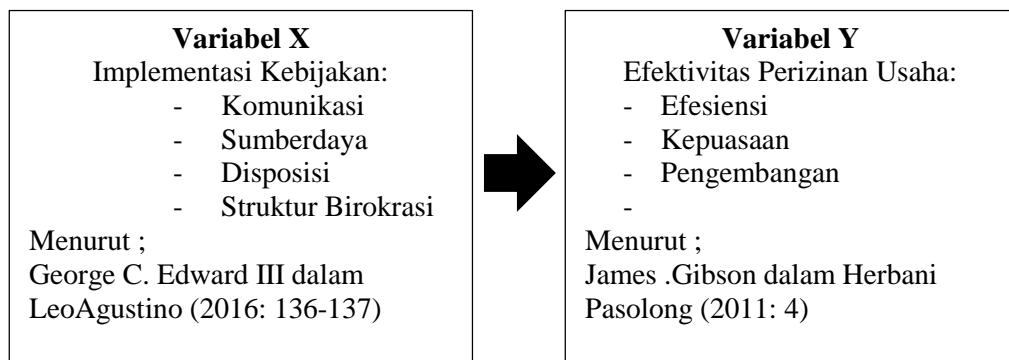 Variabel X
Implementasi Kebijakan:
- Komunikasi
- Sumberdaya
- Disposisi
- Struktur Birokrasi
Menurut ;
George C. Edward III dalam
LeoAgustino (2016: 136-137)
Variabel Y
Efektivitas Perizinan Usaha:
- Efesiensi
- Kepuasaan
- Pengembangan
-
Menurut ;
James .Gibson dalam Herbani
Pasolong (2011: 4)